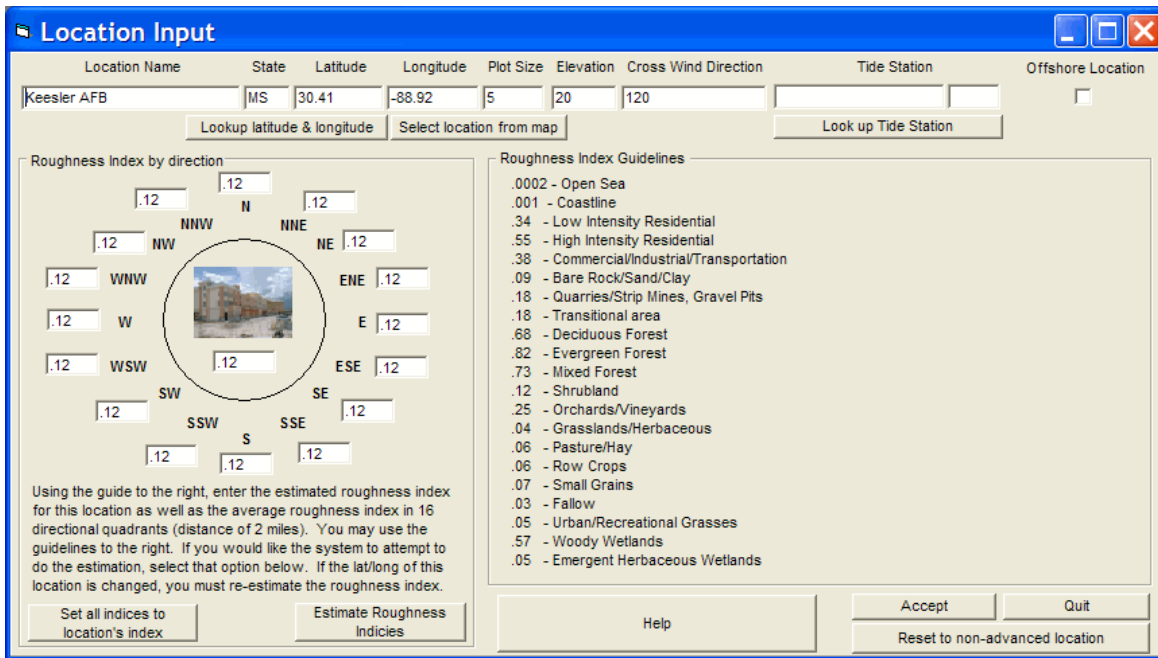 Location Input
Location Name State Latitude Longitude Plot Size Elevation Cross Wind Direction Tide Station Offshore Location
Keesler AFB MS 30.41 -88.92 5 20 120
Lookup latitude & longitude Select location from map Look up Tide Station
Roughness Index by direction
.12
.12 .12
N
NNW NNE
.12 NW NE .12
.12 WNW ENE .12
.12 W E .12
.12
.12 WSW ESE .12
SW SE
.12 .12
SSW SSE
S
.12 .12 .12
Using the guide to the right, enter the estimated roughness index
for this location as well as the average roughness index in 16
directional quadrants (distance of 2 miles). You may use the
guidelines to the right. If you would like the system to attempt to
do the estimation, select that option below. If the lat/long of this
location is changed, you must re-estimate the roughness index.
Set all indices to
location's index
Estimate Roughness
Indicies
Roughness Index Guidelines
.0002 - Open Sea
.001 - Coastline
.34 - Low Intensity Residential
.55 - High Intensity Residential
.38 - Commercial/Industrial/Transportation
.09 - Bare Rock/Sand/Clay
.18 - Quarries/Strip Mines, Gravel Pits
.18 - Transitional area
.68 - Deciduous Forest
.82 - Evergreen Forest
.73 - Mixed Forest
.12 - Shrubland
.25 - Orchards/Vineyards
.04 - Grasslands/Herbaceous
.06 - Pasture/Hay
.06 - Row Crops
.07 - Small Grains
.03 - Fallow
.05 - Urban/Recreational Grasses
.57 - Woody Wetlands
.05 - Emergent Herbaceous Wetlands
Help
Accept Quit
Reset to non-advanced location